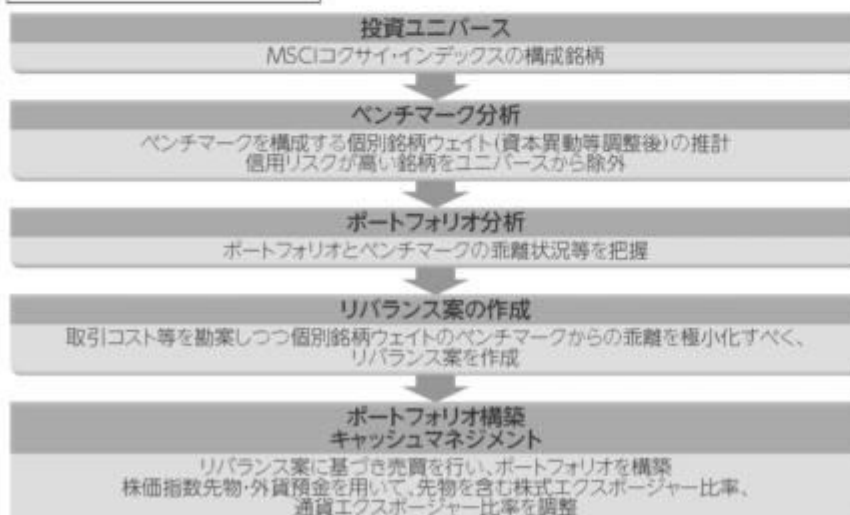 投資ユニバース
MSCIコクサイ・インデックスの構成銘柄
ベンチマーク分析
ベンチマークを構成する個別銘柄ウェイト(資本異動等調整後)の推計
信用リスクが高い銘柄をユニバースから除外
ポートフォリオ分析
ポートフォリオとベンチマークの乖離状況等を把握
リバランス案の作成
取引コスト等を勘案しつつ個別銘柄ウェイトのベンチマークからの乖離を極小化すべく、
リバランス案を作成
ポートフォリオ構築
キャッシュマネジメント
リバランス案に基づき売買を行い、ポートフォリオを構築
株価指数先物・外貨預金を用いて、先物を含む株式エクスポージャー比率、
通貨エクスポージャー比率を調整